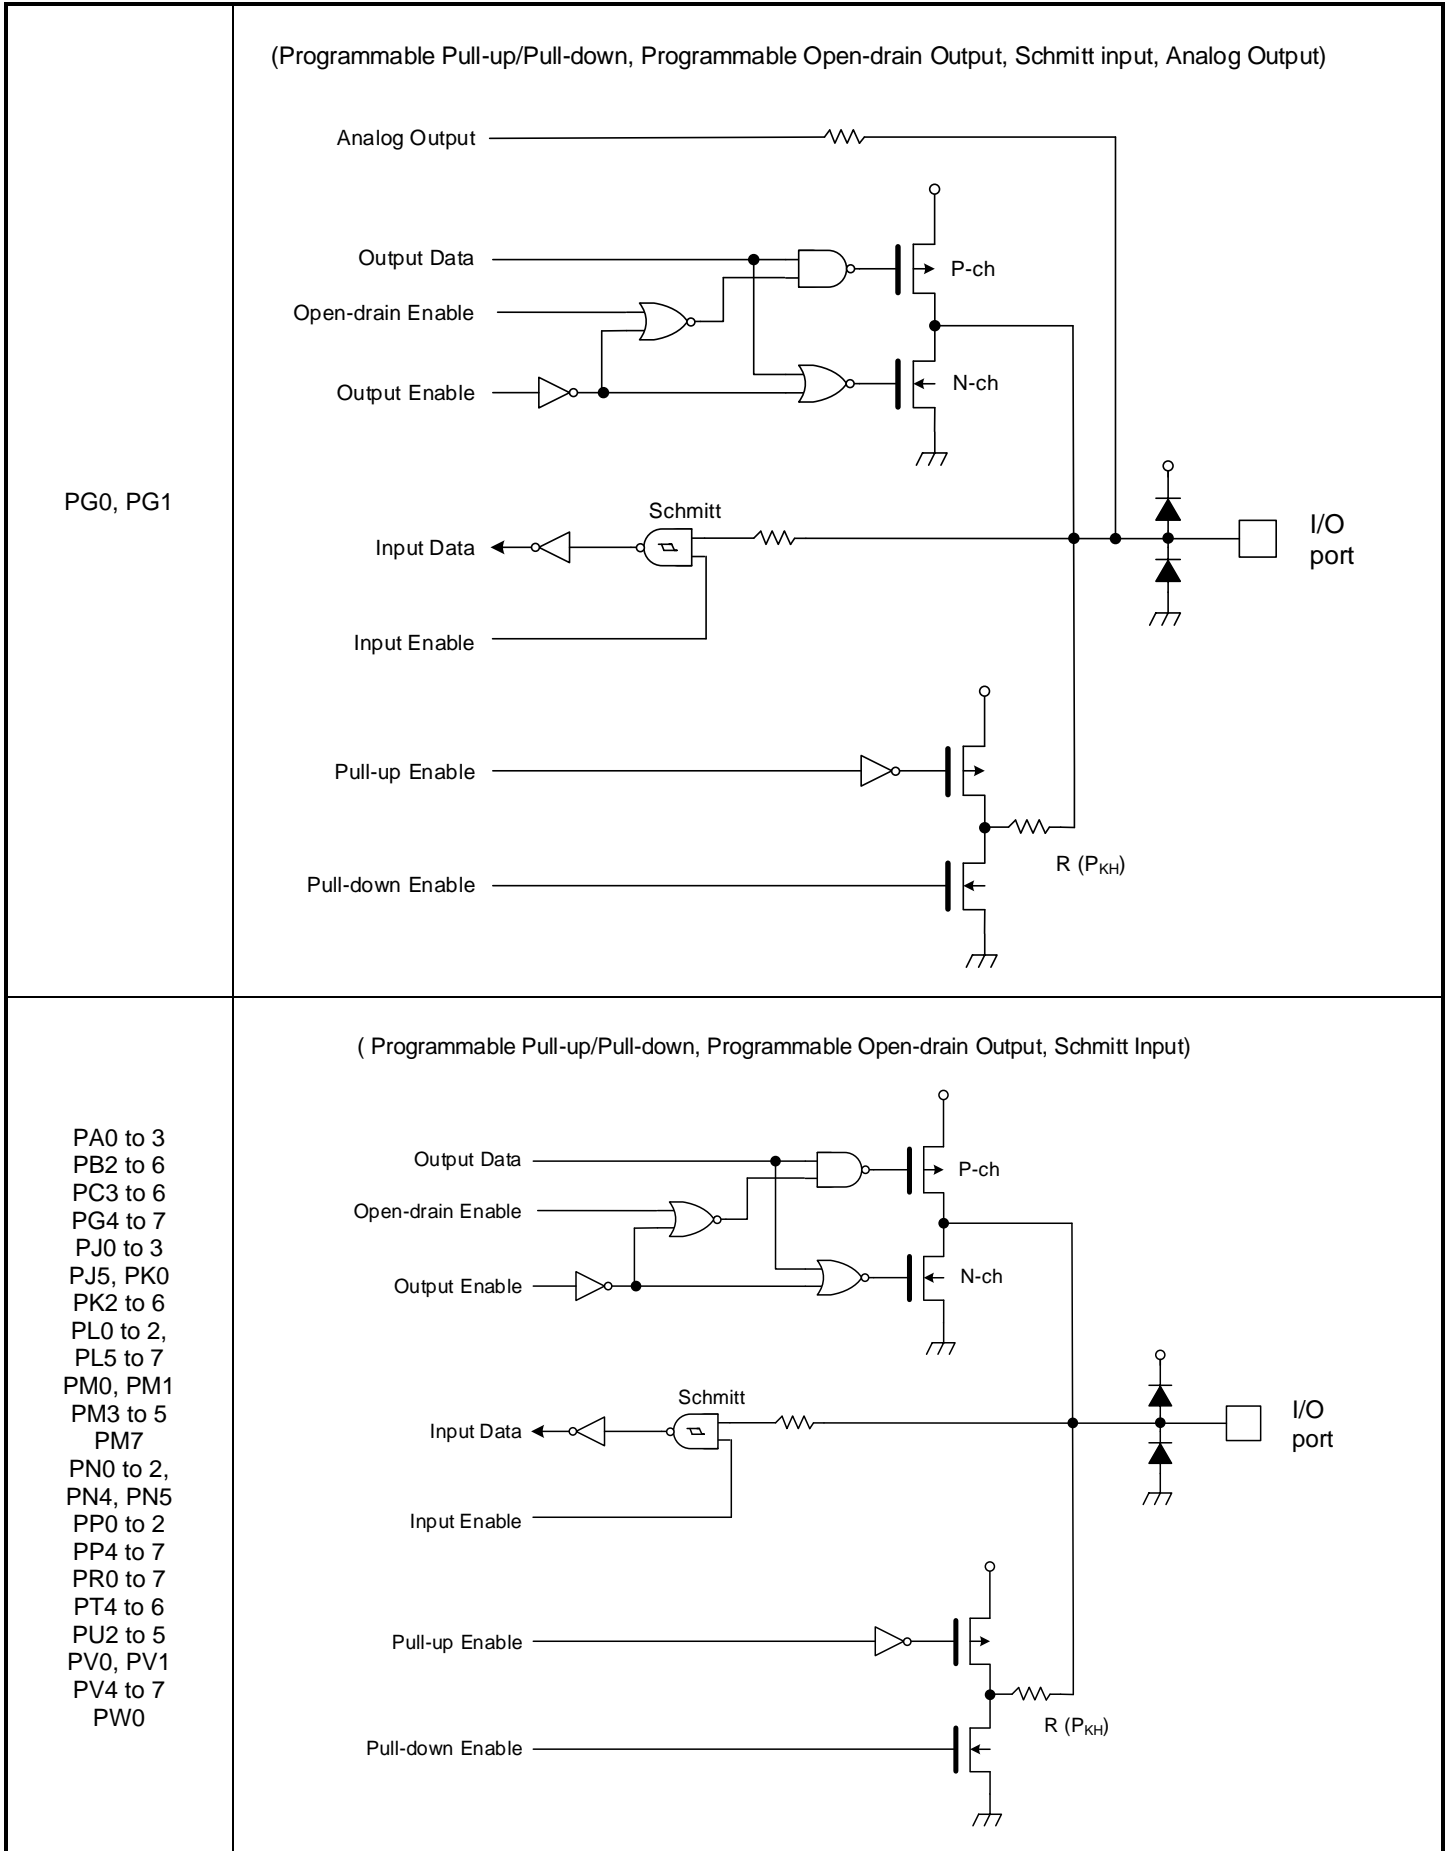 (Programmable Pull-up/Pull-down, Programmable Open-drain Output, Schmitt input, Analog Output)
PG0, PG1
Analog Output
Output Data
P-ch
Open-drain Enable
Output Enable
N-ch
Schmitt
Input Data
I/O
port
Input Enable
Pull-up Enable
R (PKH)
Pull-down Enable
( Programmable Pull-up/Pull-down, Programmable Open-drain Output, Schmitt Input)
PA0 to 3
PB2 to 6
PC3 to 6
PG4 to 7
PJ0 to 3
PJ5, PK0
PK2 to 6
PL0 to 2,
PL5 to 7
PM0, PM1
PM3 to 5
PM7
PN0 to 2,
PN4, PN5
PP0 to 2
PP4 to 7
PR0 to 7
PT4 to 6
PU2 to 5
PV0, PV1
PV4 to 7
PW0
Output Data
P-ch
Open-drain Enable
Output Enable
N-ch
Schmitt
Input Data
I/O
port
Input Enable
Pull-up Enable
R (PKH)
Pull-down Enable